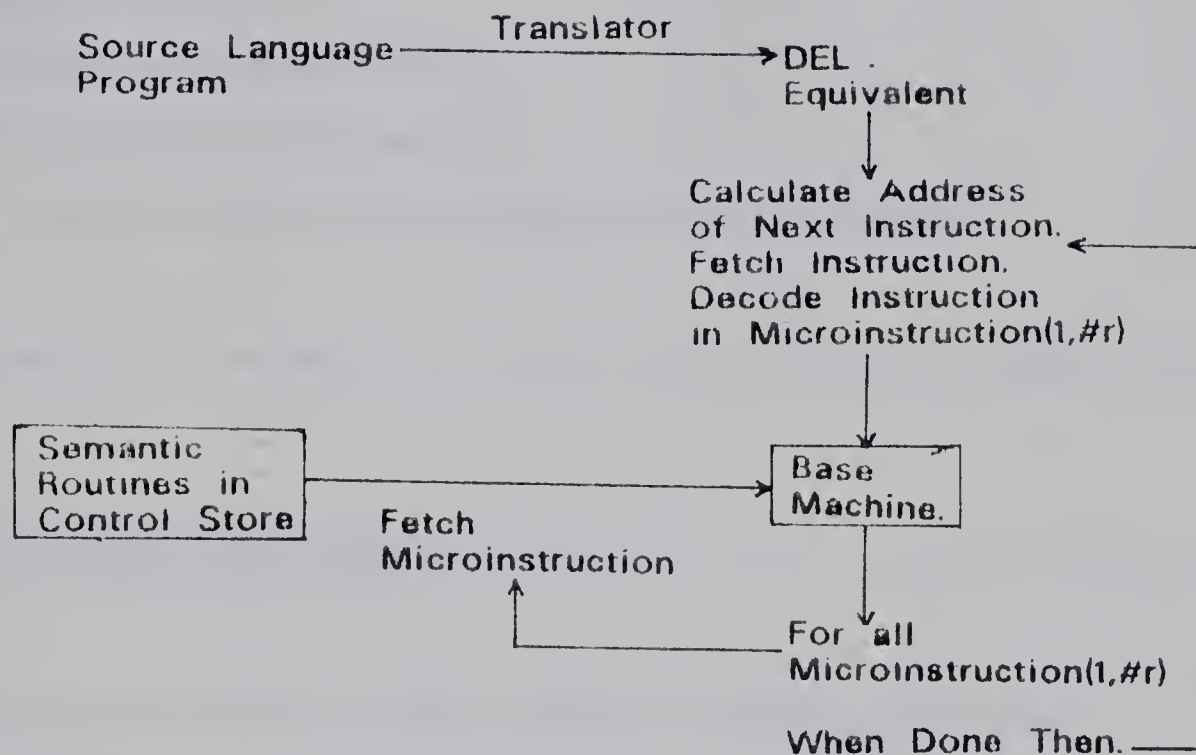 Translator
Source Language
Program
DEL .
Equivalent
Calculate Address
of Next Instruction.
Fetch Instruction.
Decode Instruction
in Microinstruction(1,#r)
Semantic
Routines in
Control Store
Base
Machine.
Fetch
Microinstruction
For all
Microinstruction(1,#r)
When Done Then.